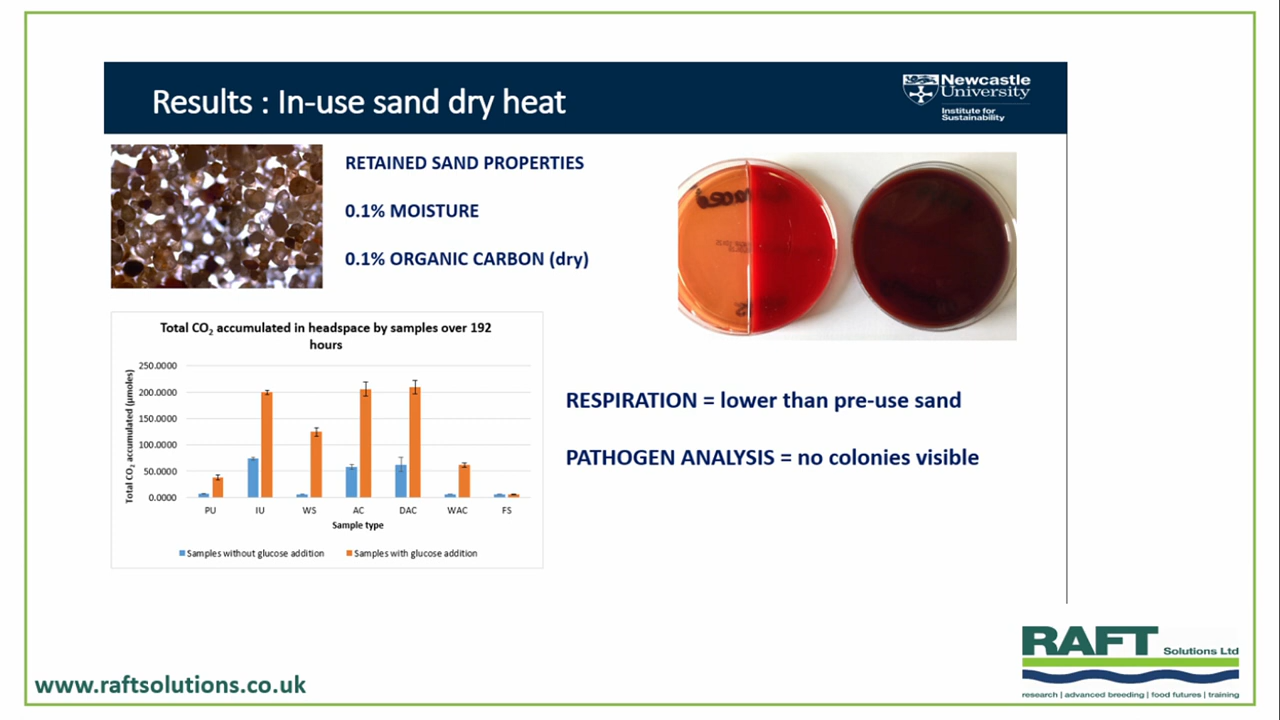 Results : In-use sand dry heat
Newcastle
University
Institute for
Sustainability
RETAINED SAND PROPERTIES
0.1% MOISTURE
0.1% ORGANIC CARBON (dry)
Total CO₂ accumulated in headspace by samples over 192
hours
Total CO₂ accumulated (µmoles)
250.0000
200.0000
150.0000
100.0000
50.0000
0.0000
PU IU WS AC DAC WAC FS
Sample type
Samples without glucose addition Samples with glucose addition
RESPIRATION = lower than pre-use sand
PATHOGEN ANALYSIS = no colonies visible
RAFT Solutions Ltd
research | advanced breeding | food futures | training
www.raftsolutions.co.uk